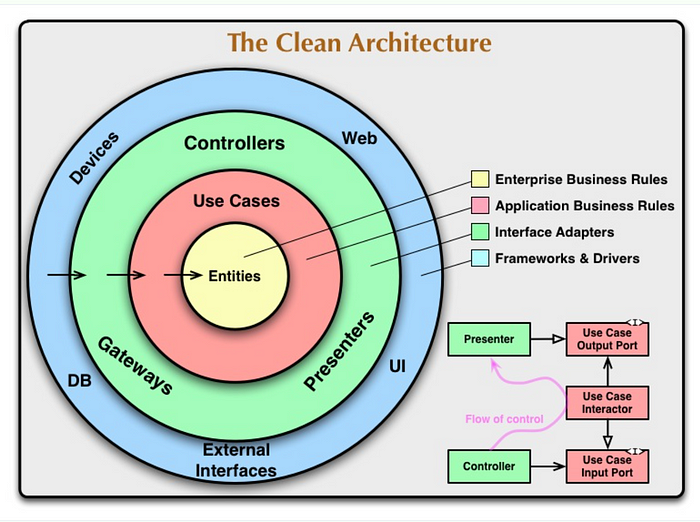 The Clean Architecture
Devices
Controllers
Web
Use Cases
Entities
Gateways
Presenters
DB
UI
External
Interfaces
Enterprise Business Rules
Application Business Rules
Interface Adapters
Frameworks & Drivers
Presenter
<I>
Use Case
Output Port
Use Case
Interactor
Flow of control
Controller
<I>
Use Case
Input Port